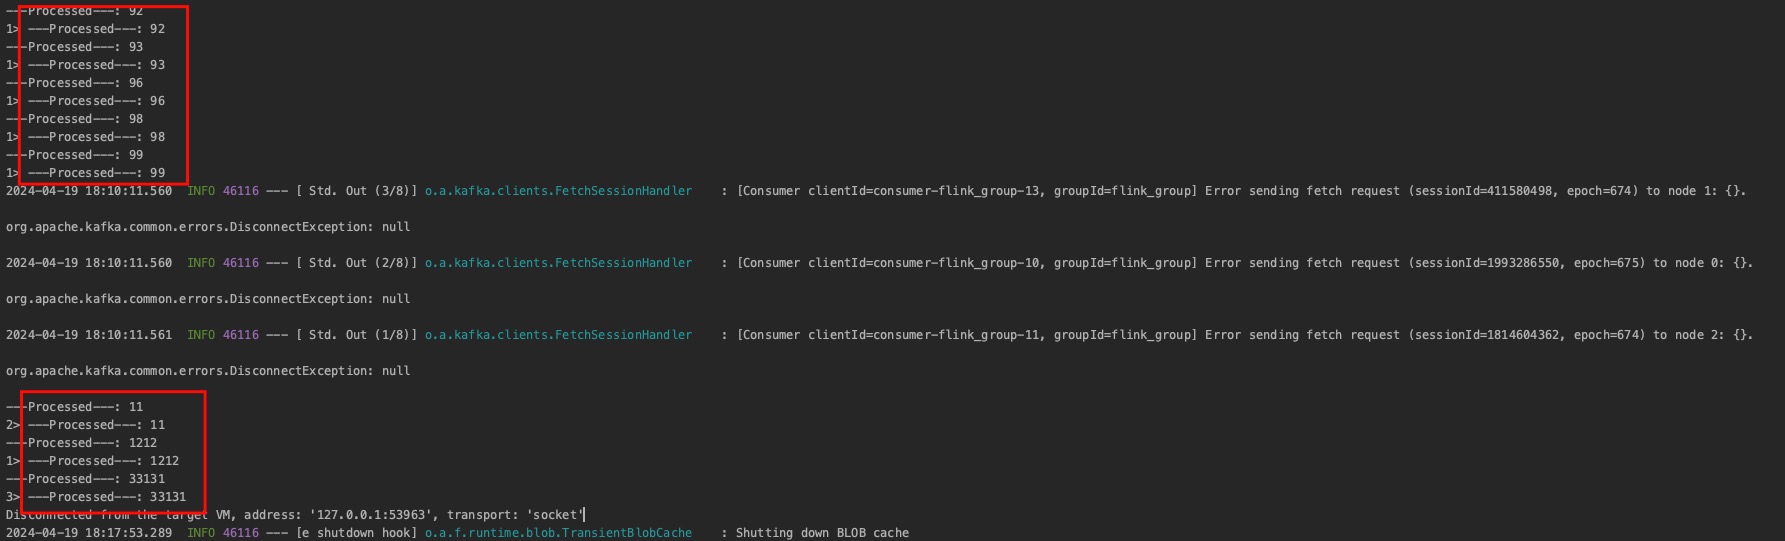 ---Processed---: 92
1> ---Processed---: 92
---Processed---: 93
1> ---Processed---: 93
---Processed---: 96
1> ---Processed---: 96
---Processed---: 98
1> ---Processed---: 98
---Processed---: 99
1> ---Processed---: 99
2024-04-19 18:10:11.560  INFO 46116 --- [ Std. Out (3/8)] o.a.kafka.clients.FetchSessionHandler    : [Consumer clientId=consumer-flink_group-13, groupId=flink_group] Error sending fetch request (sessionId=411580498, epoch=674) to node 1: {}.
org.apache.kafka.common.errors.DisconnectException: null
2024-04-19 18:10:11.560  INFO 46116 --- [ Std. Out (2/8)] o.a.kafka.clients.FetchSessionHandler    : [Consumer clientId=consumer-flink_group-10, groupId=flink_group] Error sending fetch request (sessionId=1993286550, epoch=675) to node 0: {}.
org.apache.kafka.common.errors.DisconnectException: null
2024-04-19 18:10:11.561  INFO 46116 --- [ Std. Out (1/8)] o.a.kafka.clients.FetchSessionHandler    : [Consumer clientId=consumer-flink_group-11, groupId=flink_group] Error sending fetch request (sessionId=1814604362, epoch=674) to node 2: {}.
org.apache.kafka.common.errors.DisconnectException: null
---Processed---: 11
2> ---Processed---: 11
---Processed---: 1212
1> ---Processed---: 1212
---Processed---: 33131
3> ---Processed---: 33131
Disconnected from the target VM, address: '127.0.0.1:53963', transport: 'socket'
2024-04-19 18:17:53.289  INFO 46116 --- [e shutdown hook] o.a.f.runtime.blob.TransientBlobCache    : Shutting down BLOB cache